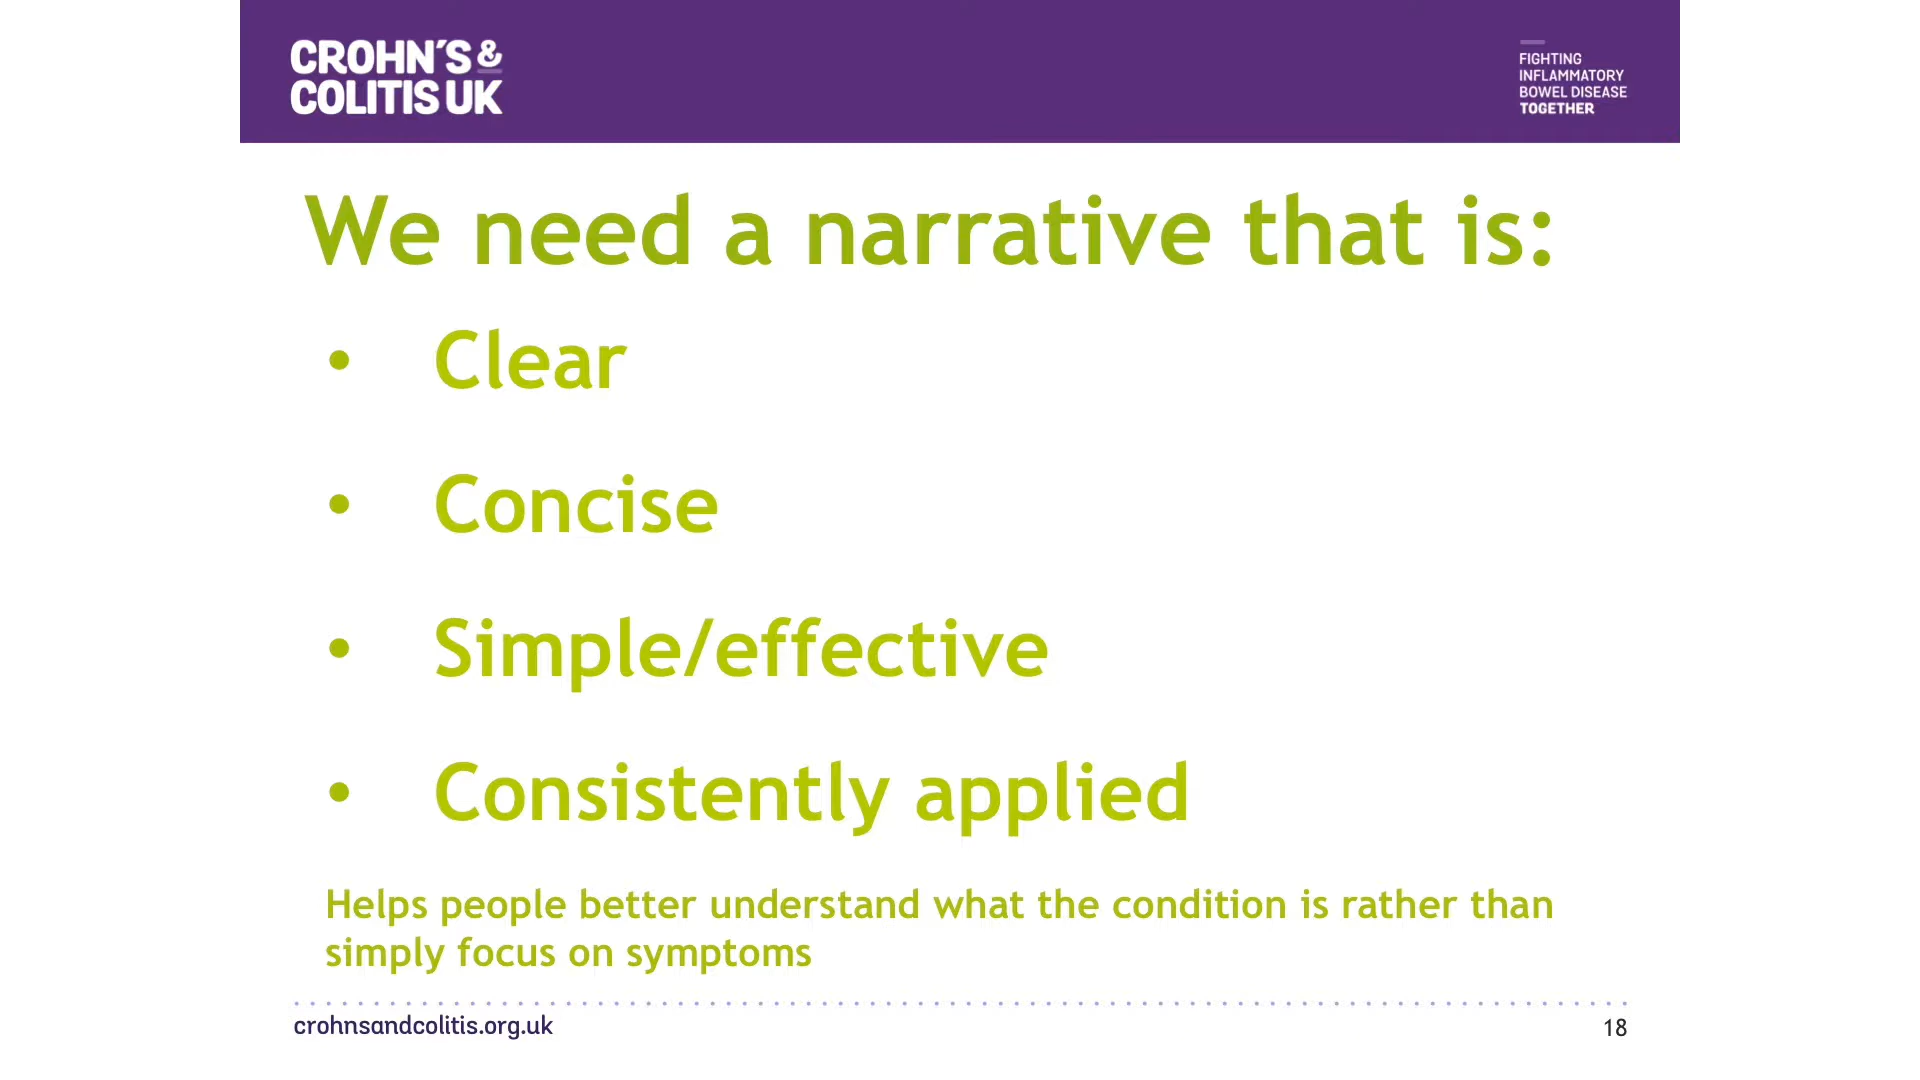 CROHN'S &
COLITIS UK
FIGHTING
INFLAMMATORY
BOWEL DISEASE
TOGETHER
We need a narrative that is:
• Clear
• Concise
• Simple/effective
• Consistently applied
Helps people better understand what the condition is rather than
simply focus on symptoms
crohnsandcolitis.org.uk
18